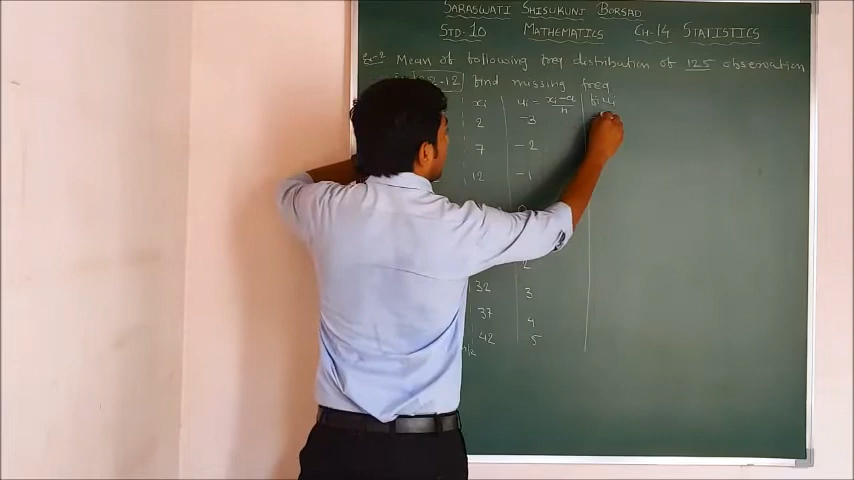 SARASWATI SHISUKUNJ BORSAD
STD-10 MATHEMATICS CH-14 STATISTICS
Ex-2 Mean of following freq distribution of 125 observation
find missing freq
xi ui = xi-a/h fiui
2 -3
7 -2
12 -1
2
32 3
37 4
42 5